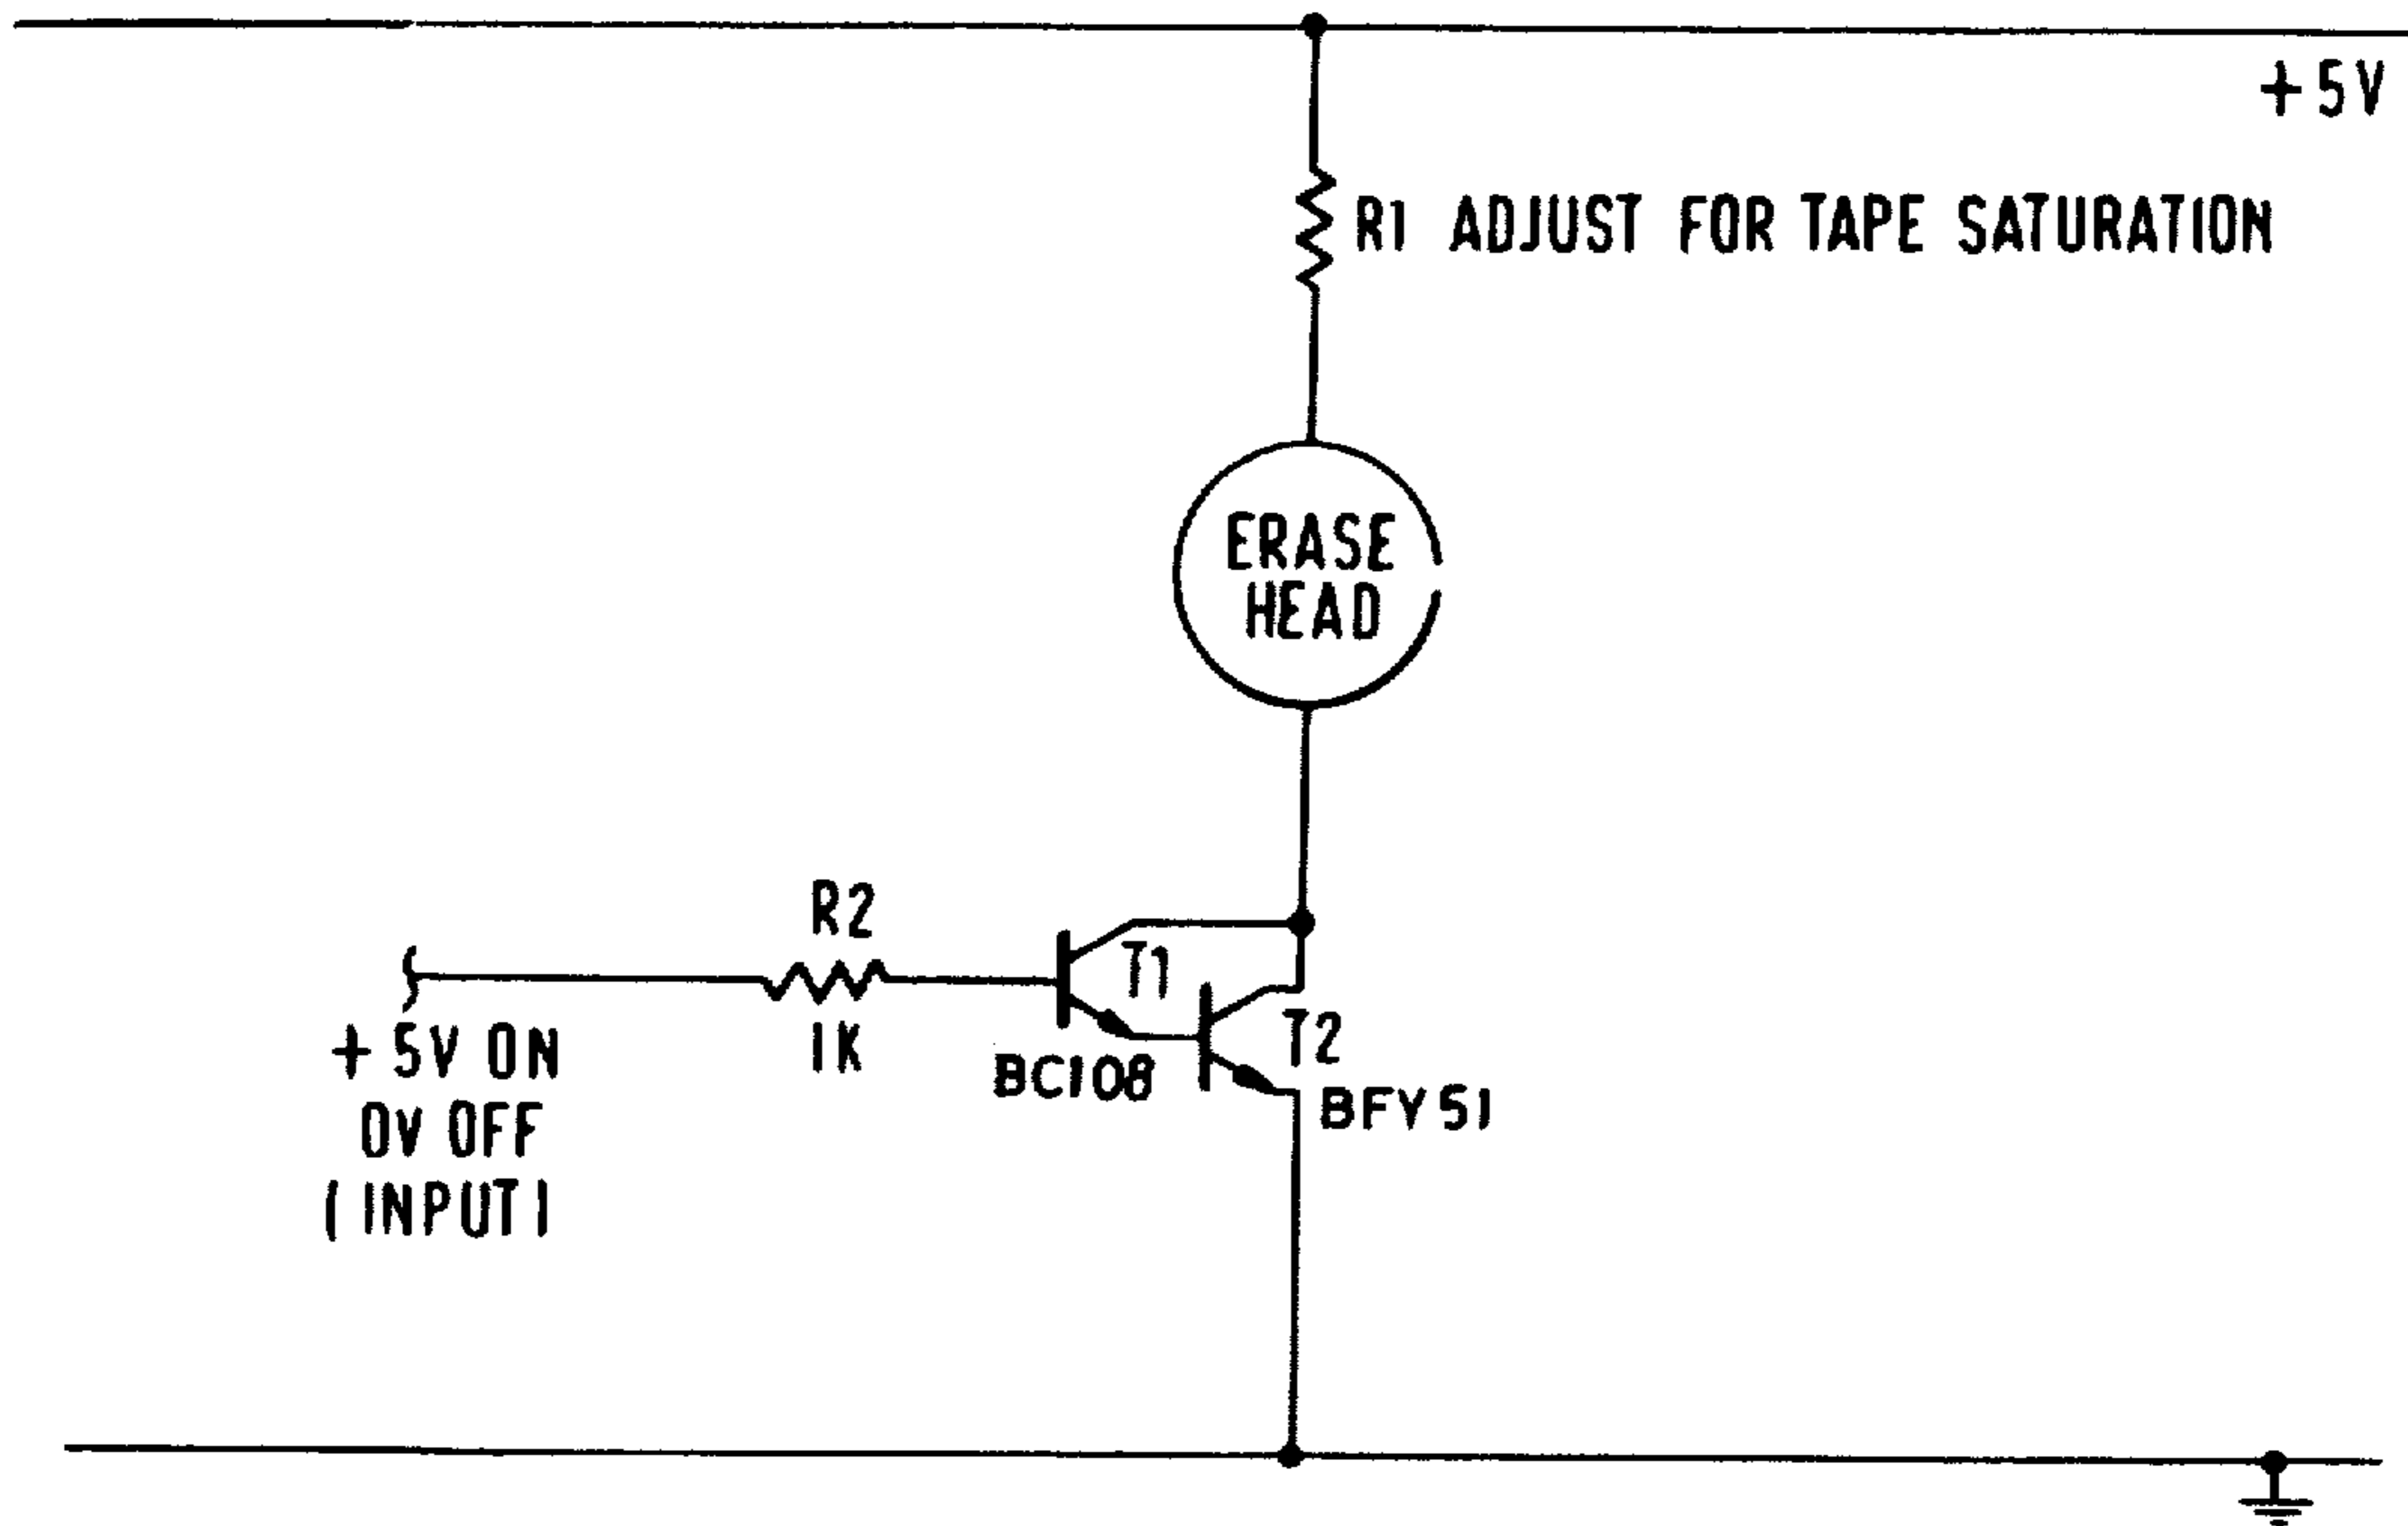 +5V
R1 ADJUST FOR TAPE SATURATION
ERASE
HEAD
R2
1K
T1
BC108
T2
BFY51
+5V ON
0V OFF
(INPUT)